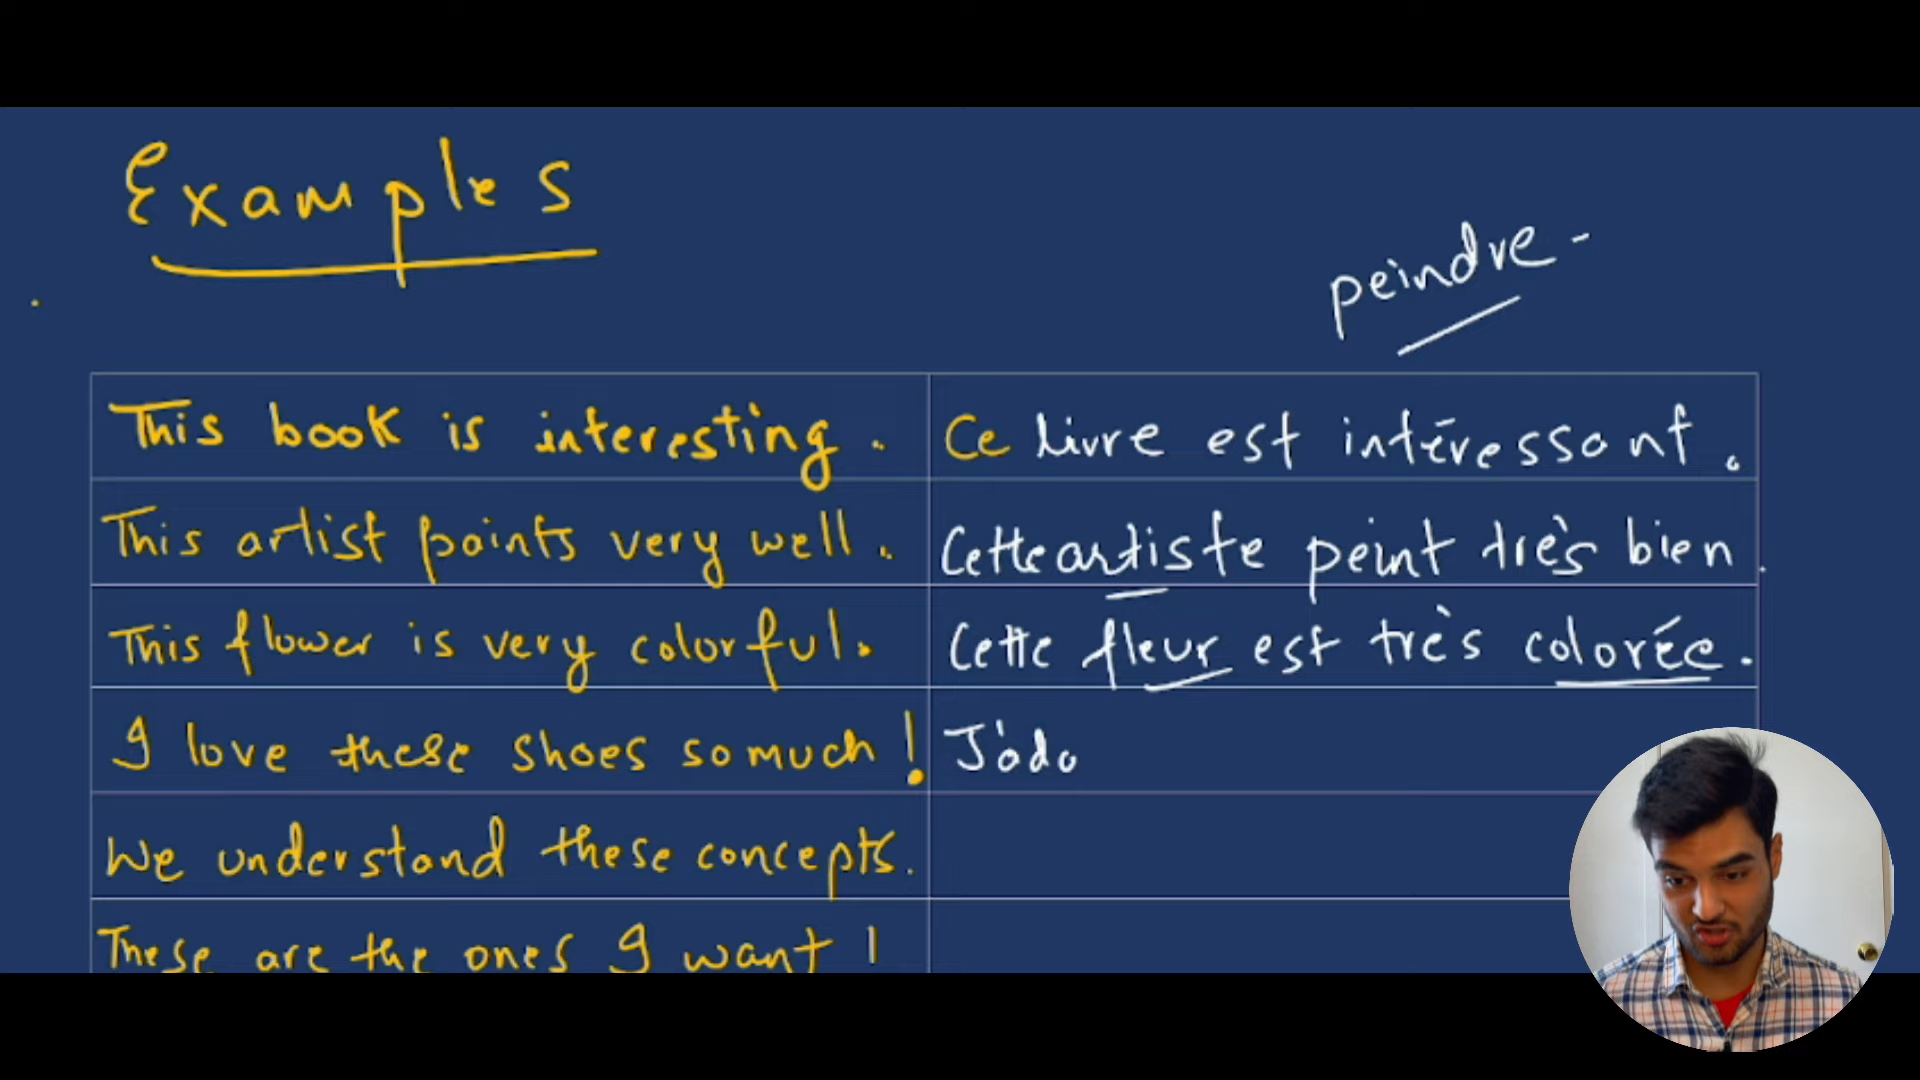 Examples
peindre -
This book is interesting. Ce livre est intéressant.
This artist paints very well. Cette artiste peint très bien.
This flower is very colorful. Cette fleur est très colorée.
I love these shoes so much! J'ado
We understand these concepts.
These are the ones I want